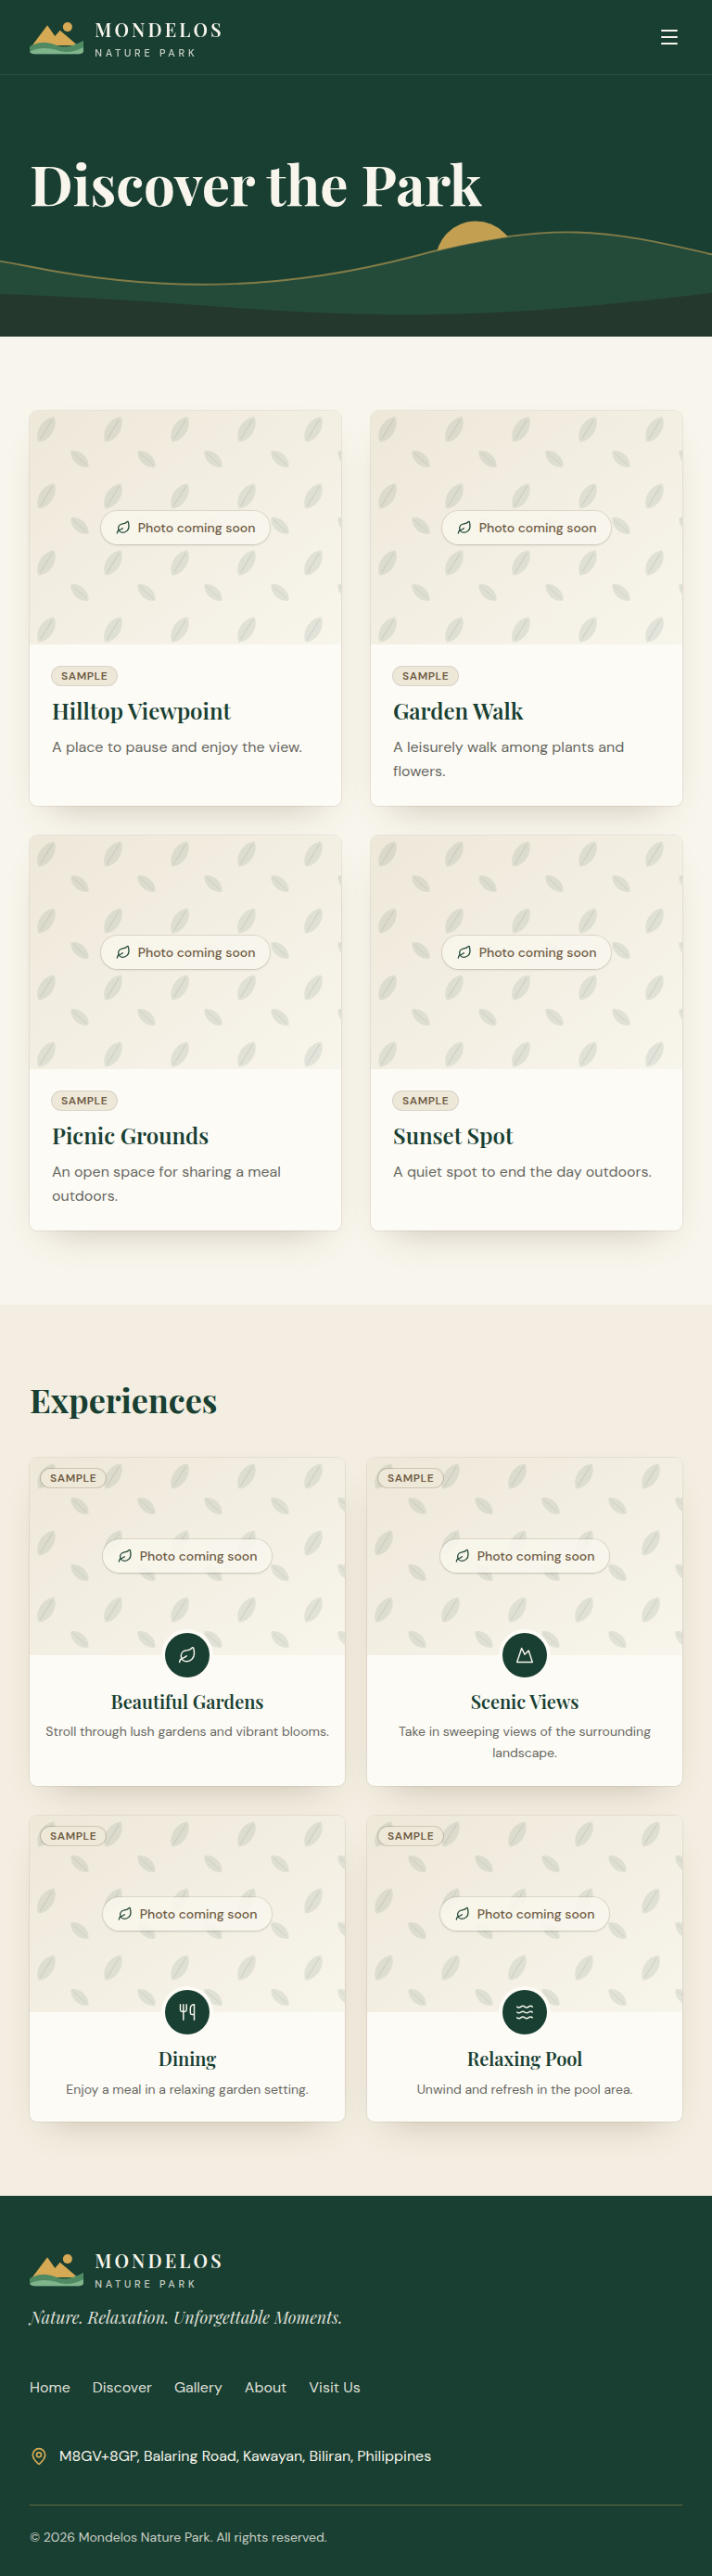 MONDELOS
NATURE PARK
Discover the Park
Photo coming soon
Photo coming soon
SAMPLE
Hilltop Viewpoint
A place to pause and enjoy the view.
SAMPLE
Garden Walk
A leisurely walk among plants and
flowers.
Photo coming soon
Photo coming soon
SAMPLE
Picnic Grounds
An open space for sharing a meal
outdoors.
SAMPLE
Sunset Spot
A quiet spot to end the day outdoors.
Experiences
SAMPLE
Photo coming soon
Beautiful Gardens
Stroll through lush gardens and vibrant blooms.
SAMPLE
Photo coming soon
Scenic Views
Take in sweeping views of the surrounding
landscape.
SAMPLE
Photo coming soon
Dining
Enjoy a meal in a relaxing garden setting.
SAMPLE
Photo coming soon
Relaxing Pool
Unwind and refresh in the pool area.
MONDELOS
NATURE PARK
Nature. Relaxation. Unforgettable Moments.
Home Discover Gallery About Visit Us
M8GV+8GP, Balaring Road, Kawayan, Biliran, Philippines
© 2026 Mondelos Nature Park. All rights reserved.